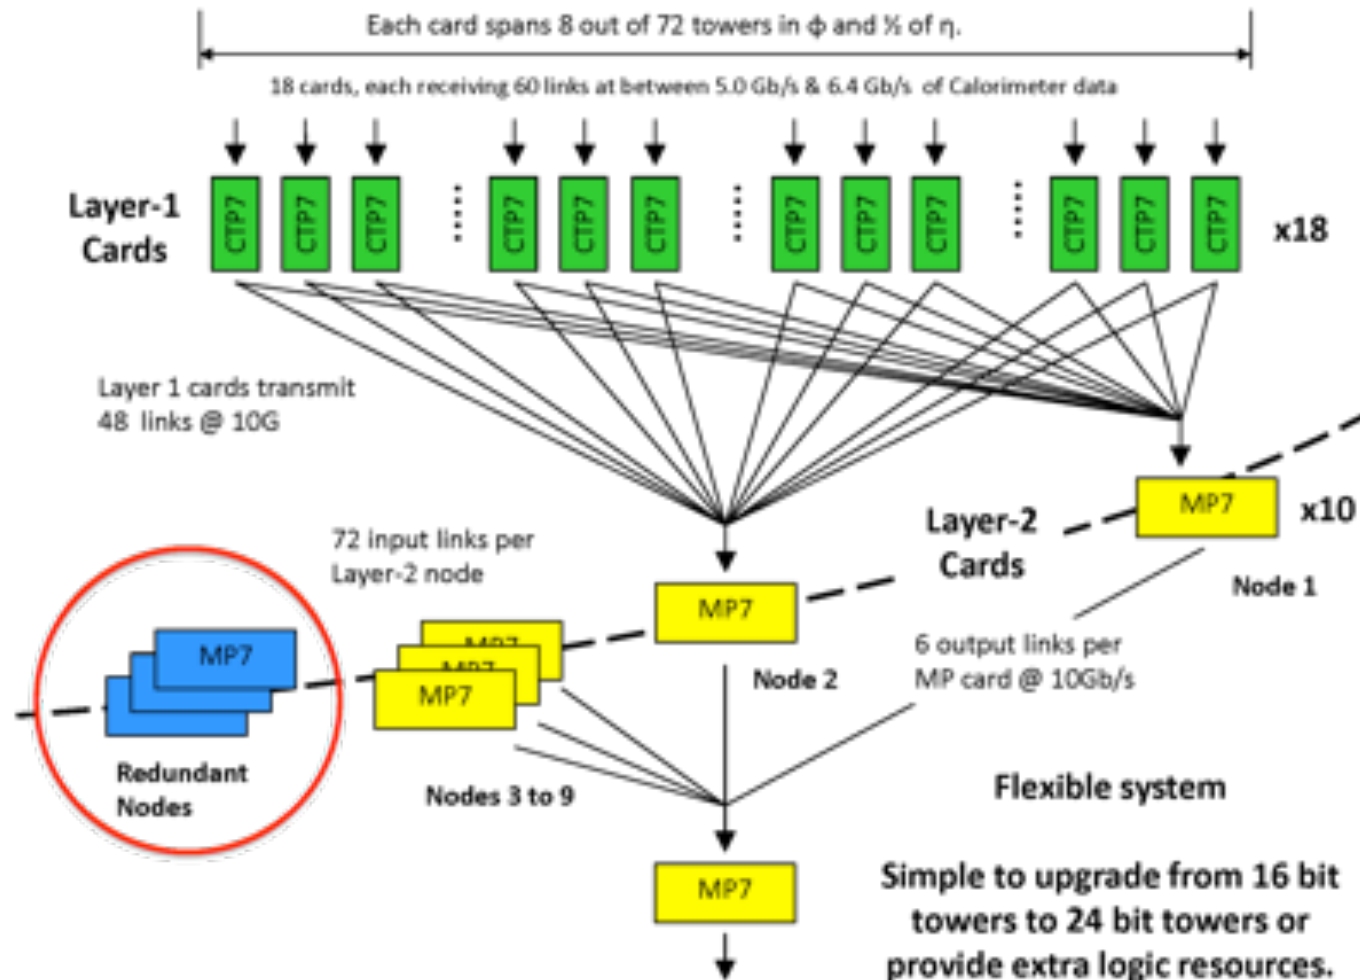 Each card spans 8 out of 72 towers in ϕ and ½ of η.
18 cards, each receiving 60 links at between 5.0 Gb/s & 6.4 Gb/s of Calorimeter data
Layer-1
Cards
CTP7
CTP7
CTP7
CTP7
CTP7
CTP7
CTP7
CTP7
CTP7
CTP7
CTP7
CTP7
x18
Layer 1 cards transmit
48 links @ 10G
MP7
x10
Layer-2
Cards
Node 1
72 input links per
Layer-2 node
MP7
Node 2
6 output links per
MP card @ 10Gb/s
MP7
MP7
MP7
Nodes 3 to 9
MP7
Redundant
Nodes
Flexible system
MP7
Simple to upgrade from 16 bit
towers to 24 bit towers or
provide extra logic resources.